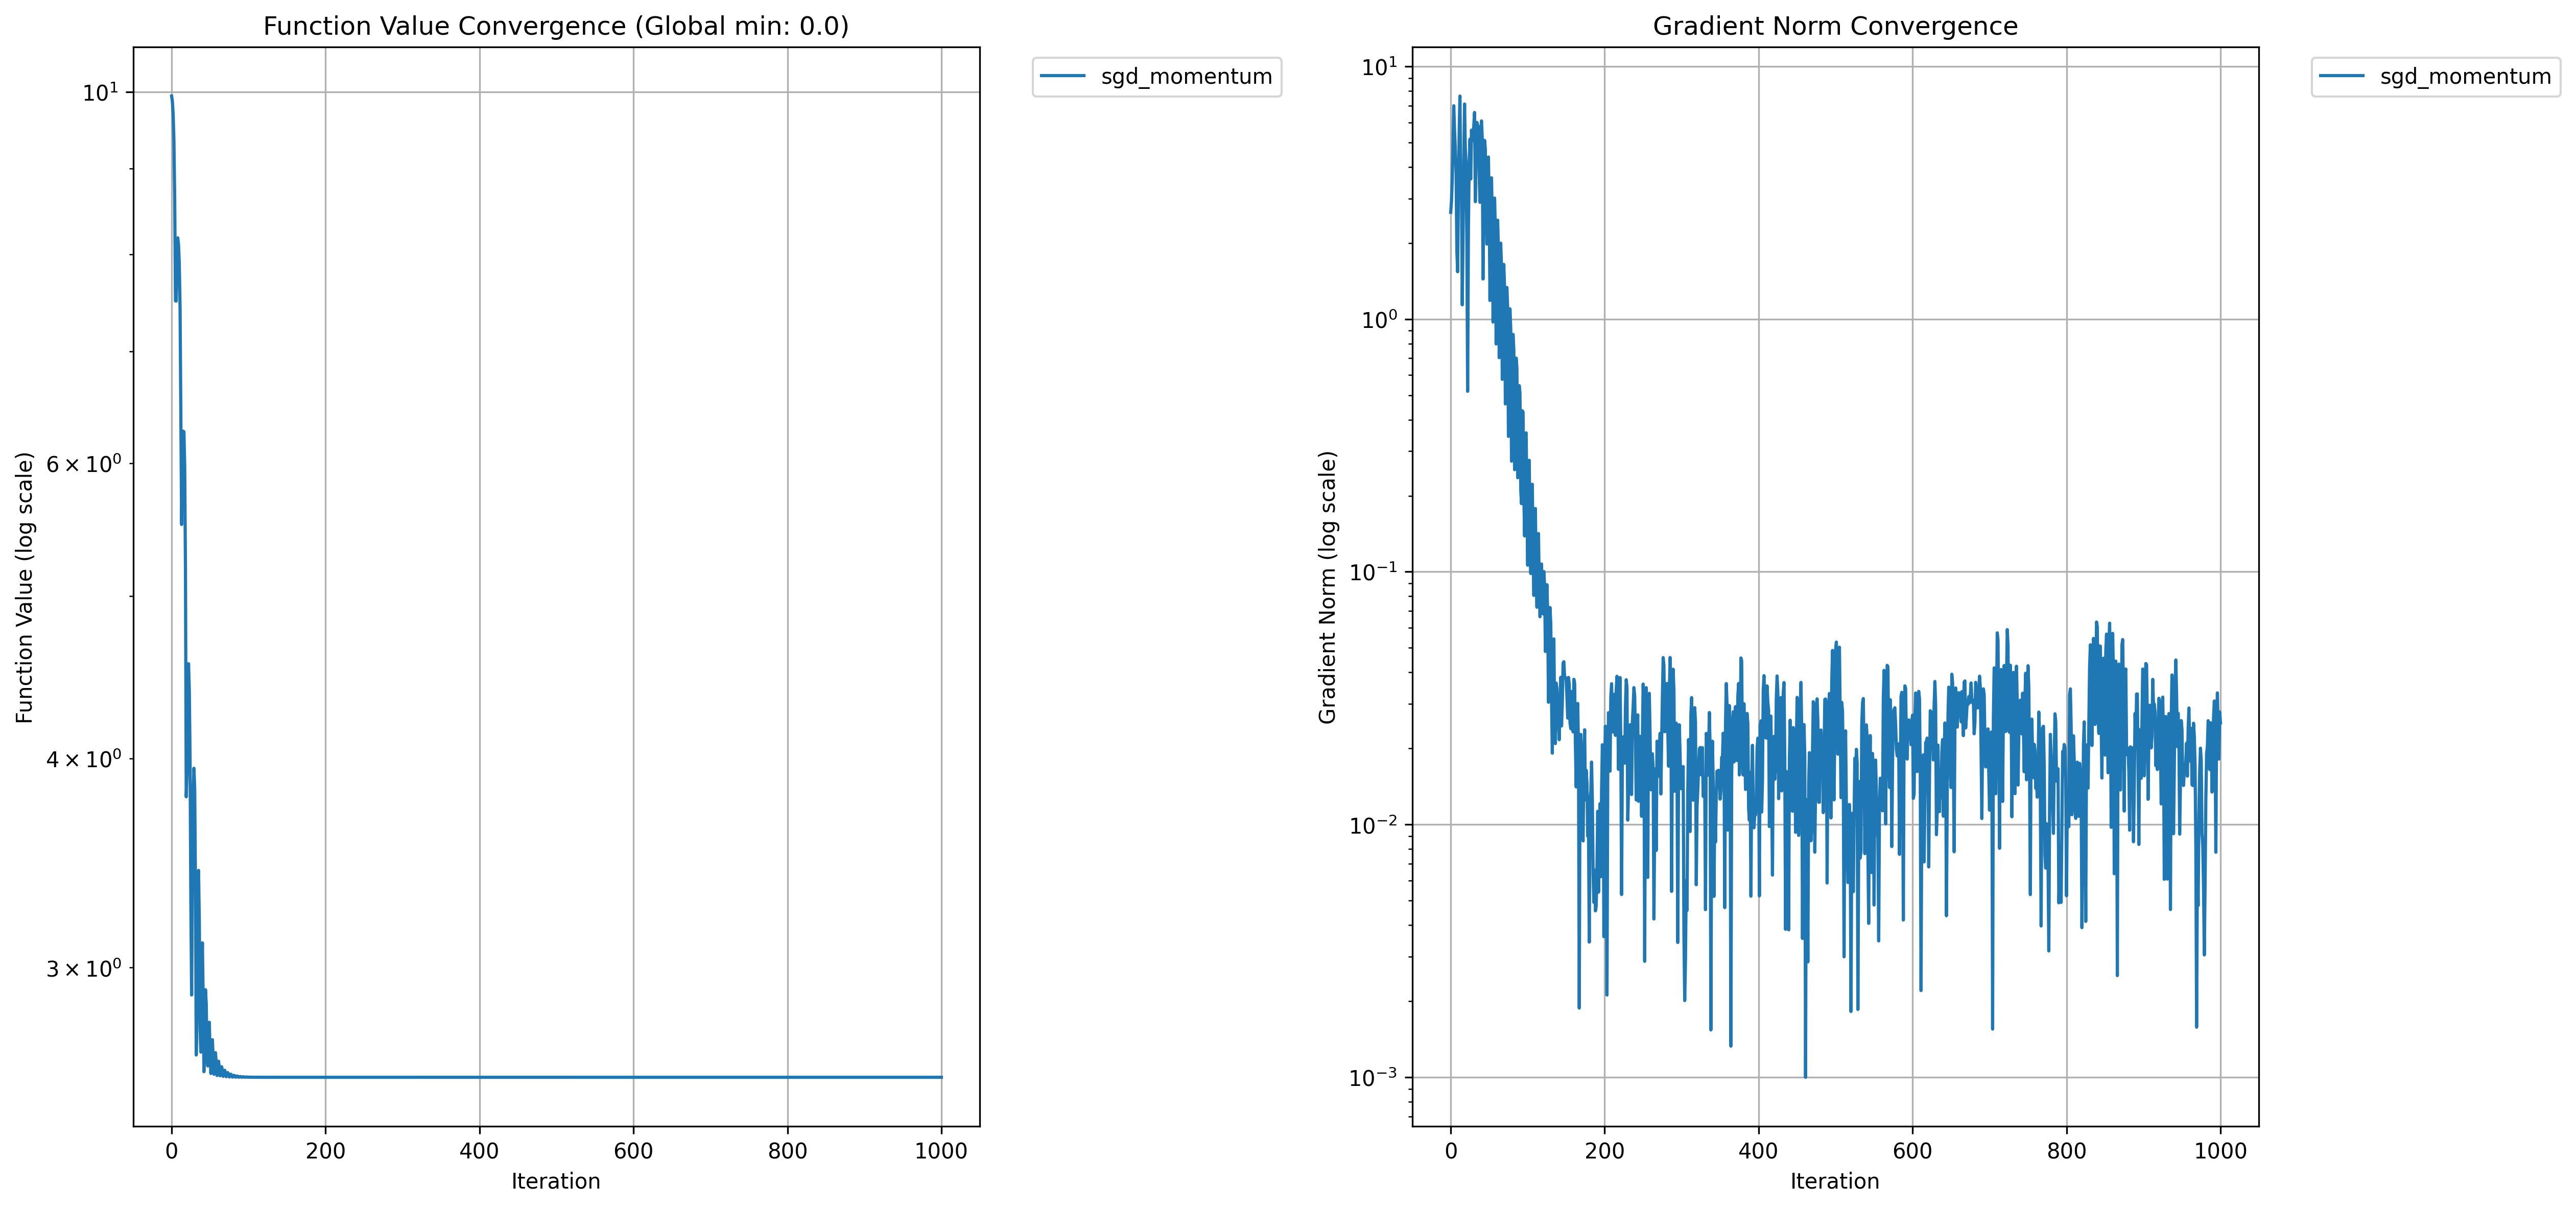 Function Value Convergence (Global min: 0.0)
sgd_momentum
10¹
6 × 10⁰
4 × 10⁰
3 × 10⁰
Function Value (log scale)
0 200 400 600 800 1000
Iteration
Gradient Norm Convergence
sgd_momentum
10¹
10⁰
10⁻¹
10⁻²
10⁻³
Gradient Norm (log scale)
0 200 400 600 800 1000
Iteration